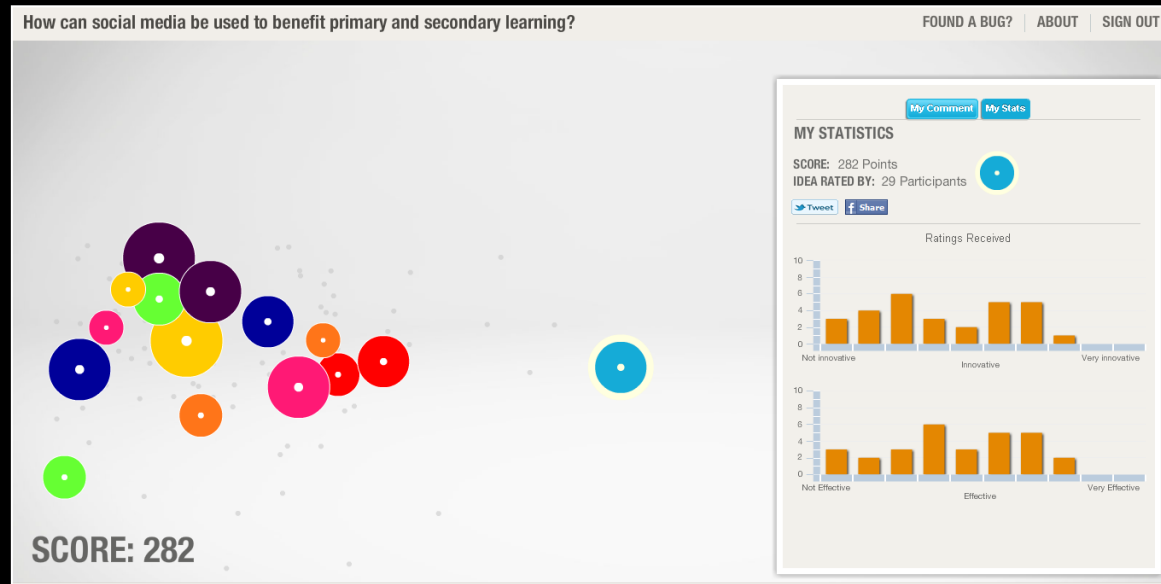 How can social media be used to benefit primary and secondary learning?
FOUND A BUG? ABOUT SIGN OUT
My Comment My Stats
MY STATISTICS
SCORE: 282 Points
IDEA RATED BY: 29 Participants
Tweet Share
Ratings Received
10
8
6
4
2
0
Not innovative Innovative Very innovative
10
8
6
4
2
0
Not Effective Effective Very Effective
SCORE: 282